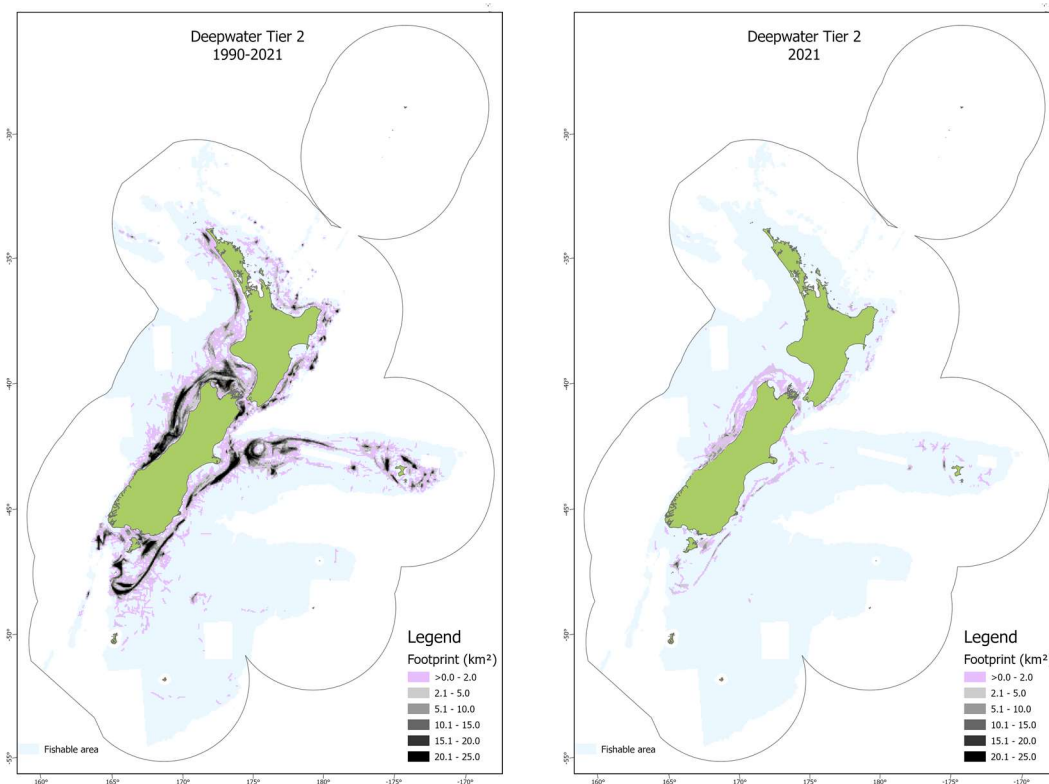 Deepwater Tier 2
1990-2021
-30°
-35°
-40°
-45°
-50°
-55°
Legend
Footprint (km²)
>0.0 - 2.0
2.1 - 5.0
5.1 - 10.0
10.1 - 15.0
15.1 - 20.0
20.1 - 25.0
Fishable area
160°
165°
170°
175°
180°
-175°
-170°
Deepwater Tier 2
2021
-30°
-35°
-40°
-45°
-50°
-55°
Legend
Footprint (km²)
>0.0 - 2.0
2.1 - 5.0
5.1 - 10.0
10.1 - 15.0
15.1 - 20.0
20.1 - 25.0
Fishable area
160°
165°
170°
175°
180°
-175°
-170°